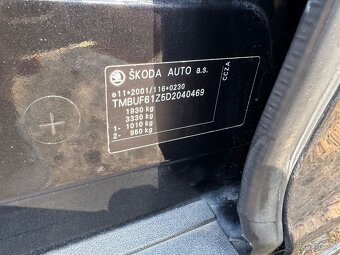 ŠKODA AUTO a.s.
e11*2001/116*0230
TMBUF61Z5D2040469
1930 kg
3330 kg
1- 1010 kg
2- 960 kg
CCZA